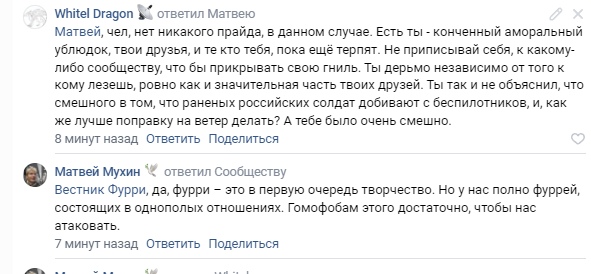 Whitel Dragon ответил Матвею
Матвей, чел, нет никакого прайда, в данном случае. Есть ты - конченный аморальный
ублюдок, твои друзья, и те кто тебя, пока ещё терпят. Не приписывай себя, к какому-
либо сообществу, что бы прикрывать свою гниль. Ты дерьмо независимо от того к
кому лезешь, ровно как и значительная часть твоих друзей. Ты так и не объяснил, что
смешного в том, что раненых российских солдат добивают с беспилотников, и, как
же лучше поправку на ветер делать? А тебе было очень смешно.
8 минут назад Ответить Поделиться
Матвей Мухин ответил Сообществу
Вестник Фурри, да, фурри – это в первую очередь творчество. Но у нас полно фуррей,
состоящих в однополых отношениях. Гомофобам этого достаточно, чтобы нас
атаковать.
7 минут назад Ответить Поделиться